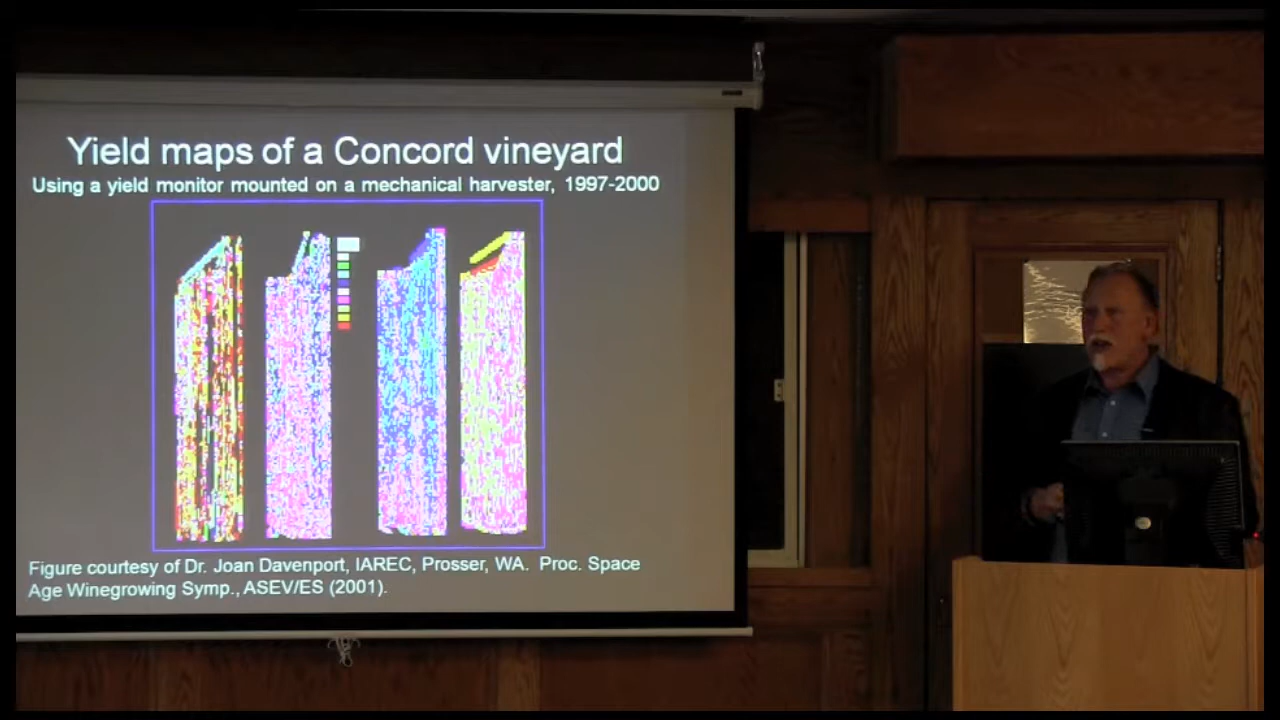 Yield maps of a Concord vineyard
Using a yield monitor mounted on a mechanical harvester, 1997-2000
Figure courtesy of Dr. Joan Davenport, IAREC, Prosser, WA. Proc. Space
Age Winegrowing Symp., ASEV/ES (2001).